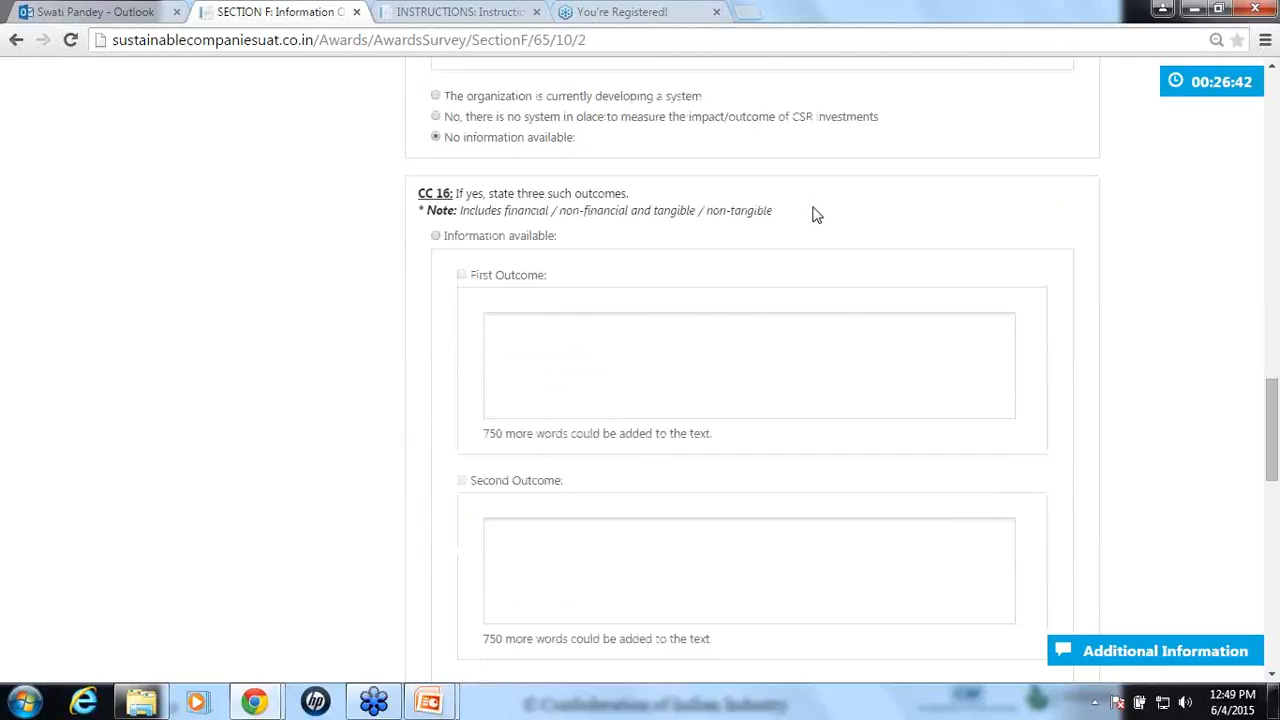 Swati Pandey - Outlook
SECTION F: Information
INSTRUCTIONS: Instructic
You're Registered!
sustainablecompaniesuat.co.in/Awards/AwardsSurvey/SectionF/65/10/2
00:26:42
The organization is currently developing a system
No, there is no system in place to measure the impact/outcome of CSR investments
No information available:
CC 16: If yes, state three such outcomes.
* Note: Includes financial / non-financial and tangible / non-tangible
Information available:
First Outcome:
750 more words could be added to the text.
Second Outcome:
750 more words could be added to the text.
Additional Information
12:49 PM
6/4/2015